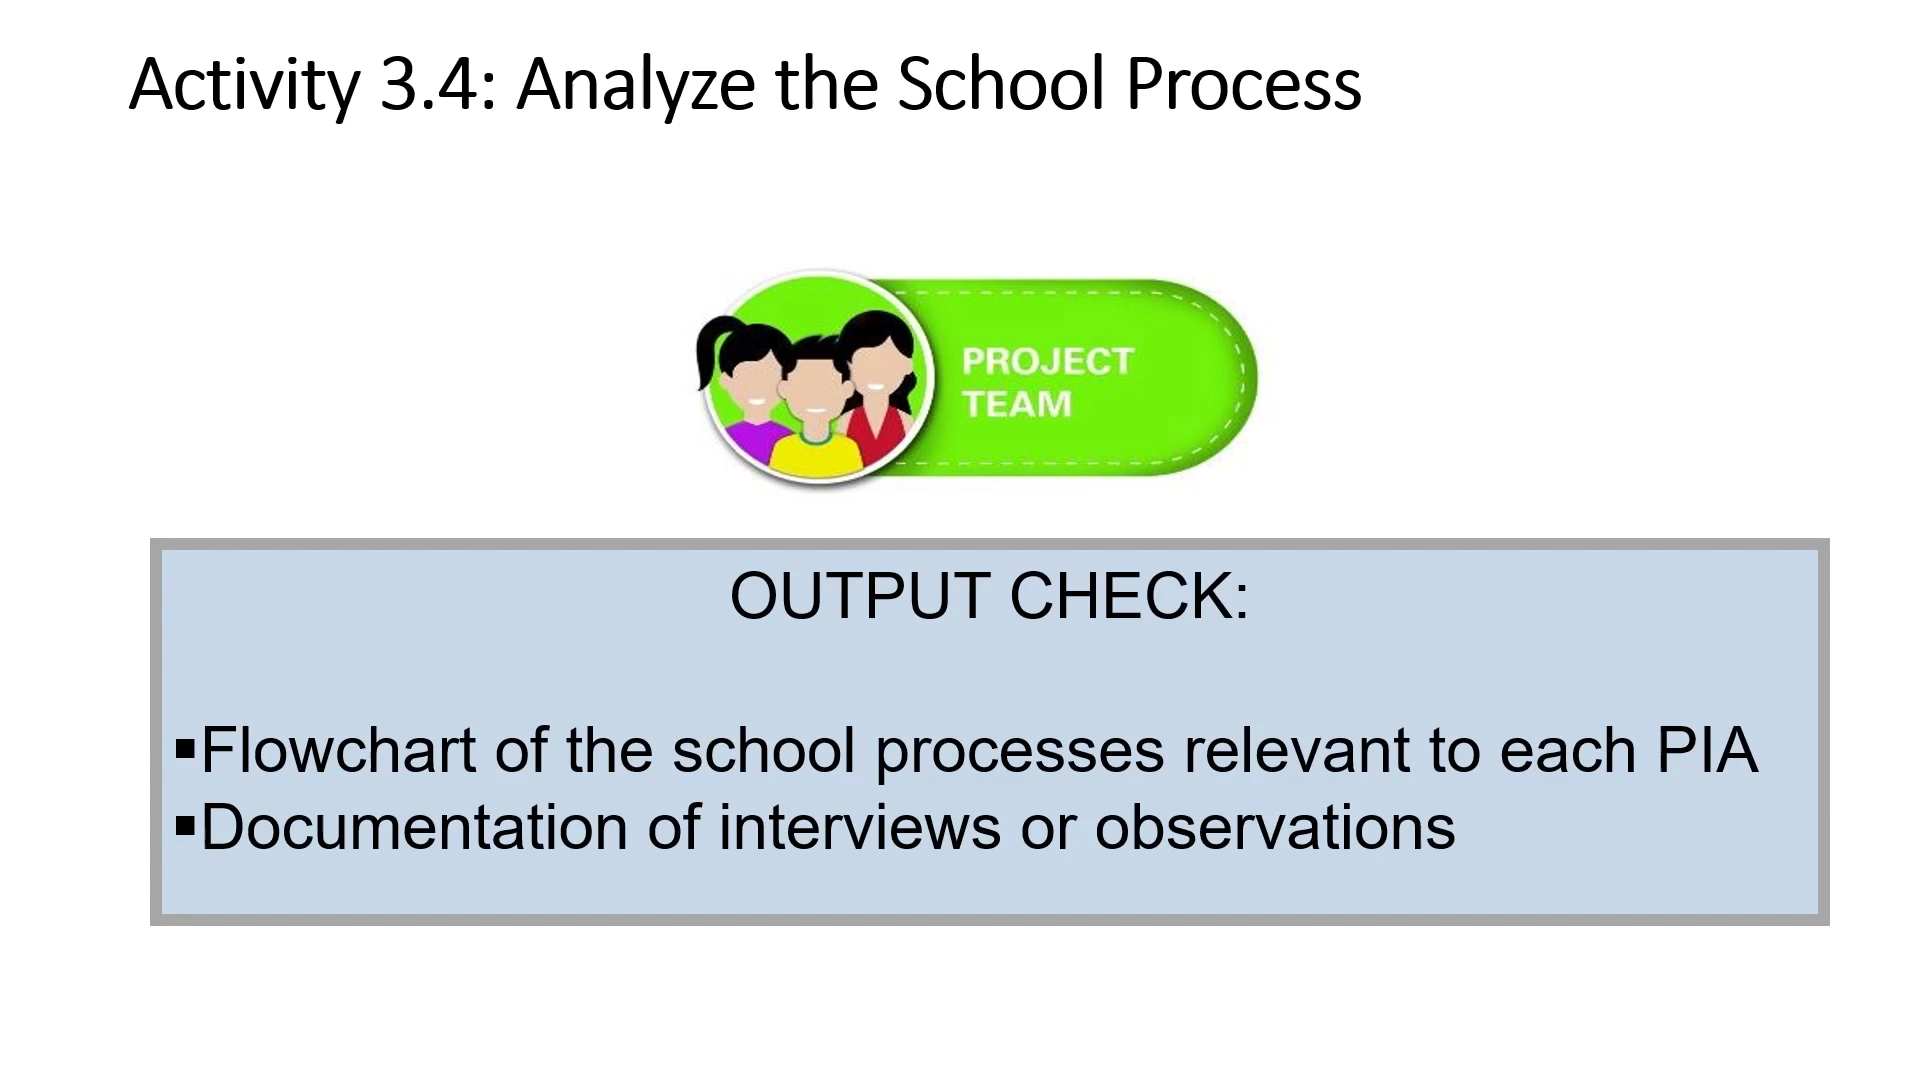 Activity 3.4: Analyze the School Process
PROJECT
TEAM
OUTPUT CHECK:
▪Flowchart of the school processes relevant to each PIA
▪Documentation of interviews or observations